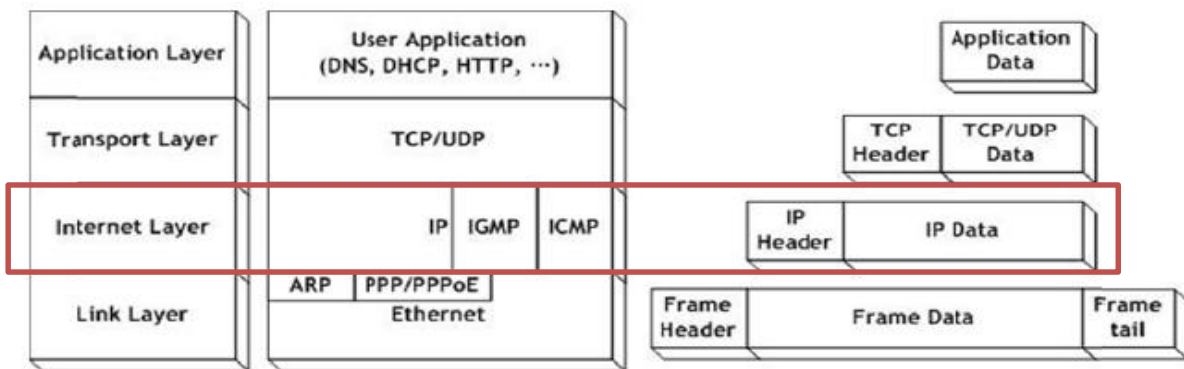 Application Layer
User Application
(DNS, DHCP, HTTP, ⋯)
Application
Data
Transport Layer
TCP/UDP
TCP
Header
TCP/UDP
Data
Internet Layer
IP
IGMP
ICMP
IP
Header
IP Data
ARP
PPP/PPPoE
Link Layer
Ethernet
Frame
Header
Frame Data
Frame
tail